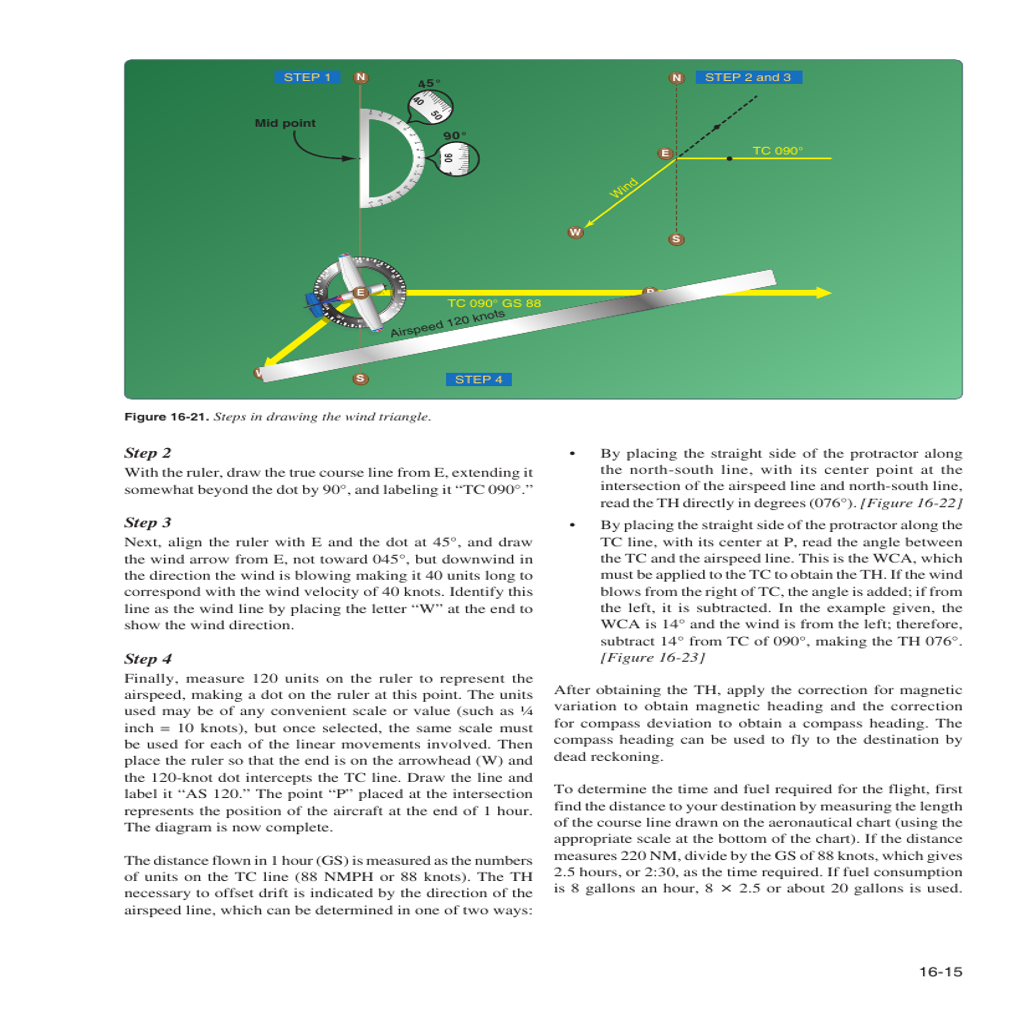 STEP 1
N
45°
40
50
Mid point
90°
90
N
STEP 2 and 3
E
TC 090°
Wind
W
S
E
P
TC 090° GS 88
Airspeed 120 knots
W
S
STEP 4
Figure 16-21. Steps in drawing the wind triangle.
Step 2
With the ruler, draw the true course line from E, extending it
somewhat beyond the dot by 90°, and labeling it “TC 090°.”
Step 3
Next, align the ruler with E and the dot at 45°, and draw
the wind arrow from E, not toward 045°, but downwind in
the direction the wind is blowing making it 40 units long to
correspond with the wind velocity of 40 knots. Identify this
line as the wind line by placing the letter “W” at the end to
show the wind direction.
Step 4
Finally, measure 120 units on the ruler to represent the
airspeed, making a dot on the ruler at this point. The units
used may be of any convenient scale or value (such as ¼
inch = 10 knots), but once selected, the same scale must
be used for each of the linear movements involved. Then
place the ruler so that the end is on the arrowhead (W) and
the 120-knot dot intercepts the TC line. Draw the line and
label it “AS 120.” The point “P” placed at the intersection
represents the position of the aircraft at the end of 1 hour.
The diagram is now complete.
The distance flown in 1 hour (GS) is measured as the numbers
of units on the TC line (88 NMPH or 88 knots). The TH
necessary to offset drift is indicated by the direction of the
airspeed line, which can be determined in one of two ways:
• By placing the straight side of the protractor along
the north-south line, with its center point at the
intersection of the airspeed line and north-south line,
read the TH directly in degrees (076°). [Figure 16-22]
• By placing the straight side of the protractor along the
TC line, with its center at P, read the angle between
the TC and the airspeed line. This is the WCA, which
must be applied to the TC to obtain the TH. If the wind
blows from the right of TC, the angle is added; if from
the left, it is subtracted. In the example given, the
WCA is 14° and the wind is from the left; therefore,
subtract 14° from TC of 090°, making the TH 076°.
[Figure 16-23]
After obtaining the TH, apply the correction for magnetic
variation to obtain magnetic heading and the correction
for compass deviation to obtain a compass heading. The
compass heading can be used to fly to the destination by
dead reckoning.
To determine the time and fuel required for the flight, first
find the distance to your destination by measuring the length
of the course line drawn on the aeronautical chart (using the
appropriate scale at the bottom of the chart). If the distance
measures 220 NM, divide by the GS of 88 knots, which gives
2.5 hours, or 2:30, as the time required. If fuel consumption
is 8 gallons an hour, 8 × 2.5 or about 20 gallons is used.
16-15